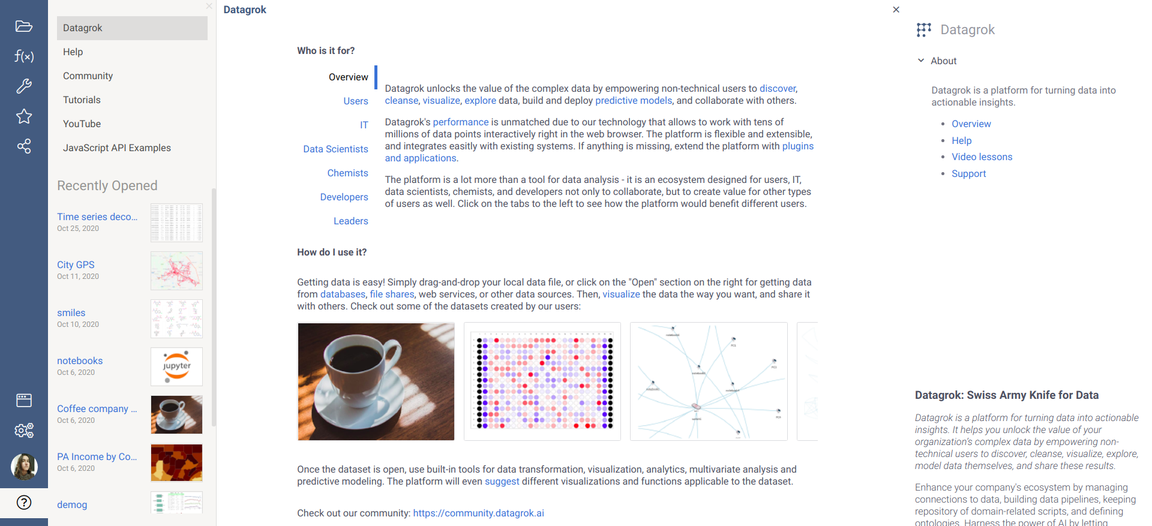 Datagrok
Help
Community
Tutorials
YouTube
JavaScript API Examples
Recently Opened
Time series deco...
Oct 25, 2020
City GPS
Oct 11, 2020
smiles
Oct 10, 2020
notebooks
Oct 6, 2020
jupyter
Coffee company ...
Oct 6, 2020
PA Income by Co...
Oct 6, 2020
demog
f(x)
Datagrok
Who is it for?
Overview
Users
IT
Data Scientists
Chemists
Developers
Leaders
Datagrok unlocks the value of the complex data by empowering non-technical users to discover,
cleanse, visualize, explore data, build and deploy predictive models, and collaborate with others.
Datagrok's performance is unmatched due to our technology that allows to work with tens of
millions of data points interactively right in the web browser. The platform is flexible and extensible,
and integrates easitly with existing systems. If anything is missing, extend the platform with plugins
and applications.
The platform is a lot more than a tool for data analysis - it is an ecosystem designed for users, IT,
data scientists, chemists, and developers not only to collaborate, but to create value for other types
of users as well. Click on the tabs to the left to see how the platform would benefit different users.
How do I use it?
Getting data is easy! Simply drag-and-drop your local data file, or click on the "Open" section on the right for getting data
from databases, file shares, web services, or other data sources. Then, visualize the data the way you want, and share it
with others. Check out some of the datasets created by our users:
Once the dataset is open, use built-in tools for data transformation, visualization, analytics, multivariate analysis and
predictive modeling. The platform will even suggest different visualizations and functions applicable to the dataset.
Check out our community: https://community.datagrok.ai
Datagrok
About
Datagrok is a platform for turning data into
actionable insights.
Overview
Help
Video lessons
Support
Datagrok: Swiss Army Knife for Data
Datagrok is a platform for turning data into actionable
insights. It helps you unlock the value of your
organization's complex data by empowering non-
technical users to discover, cleanse, visualize, explore,
model data themselves, and share these results.
Enhance your company's ecosystem by managing
connections to data, building data pipelines, keeping
repository of domain-related scripts, and defining
ontologies. Harness the power of AI by letting